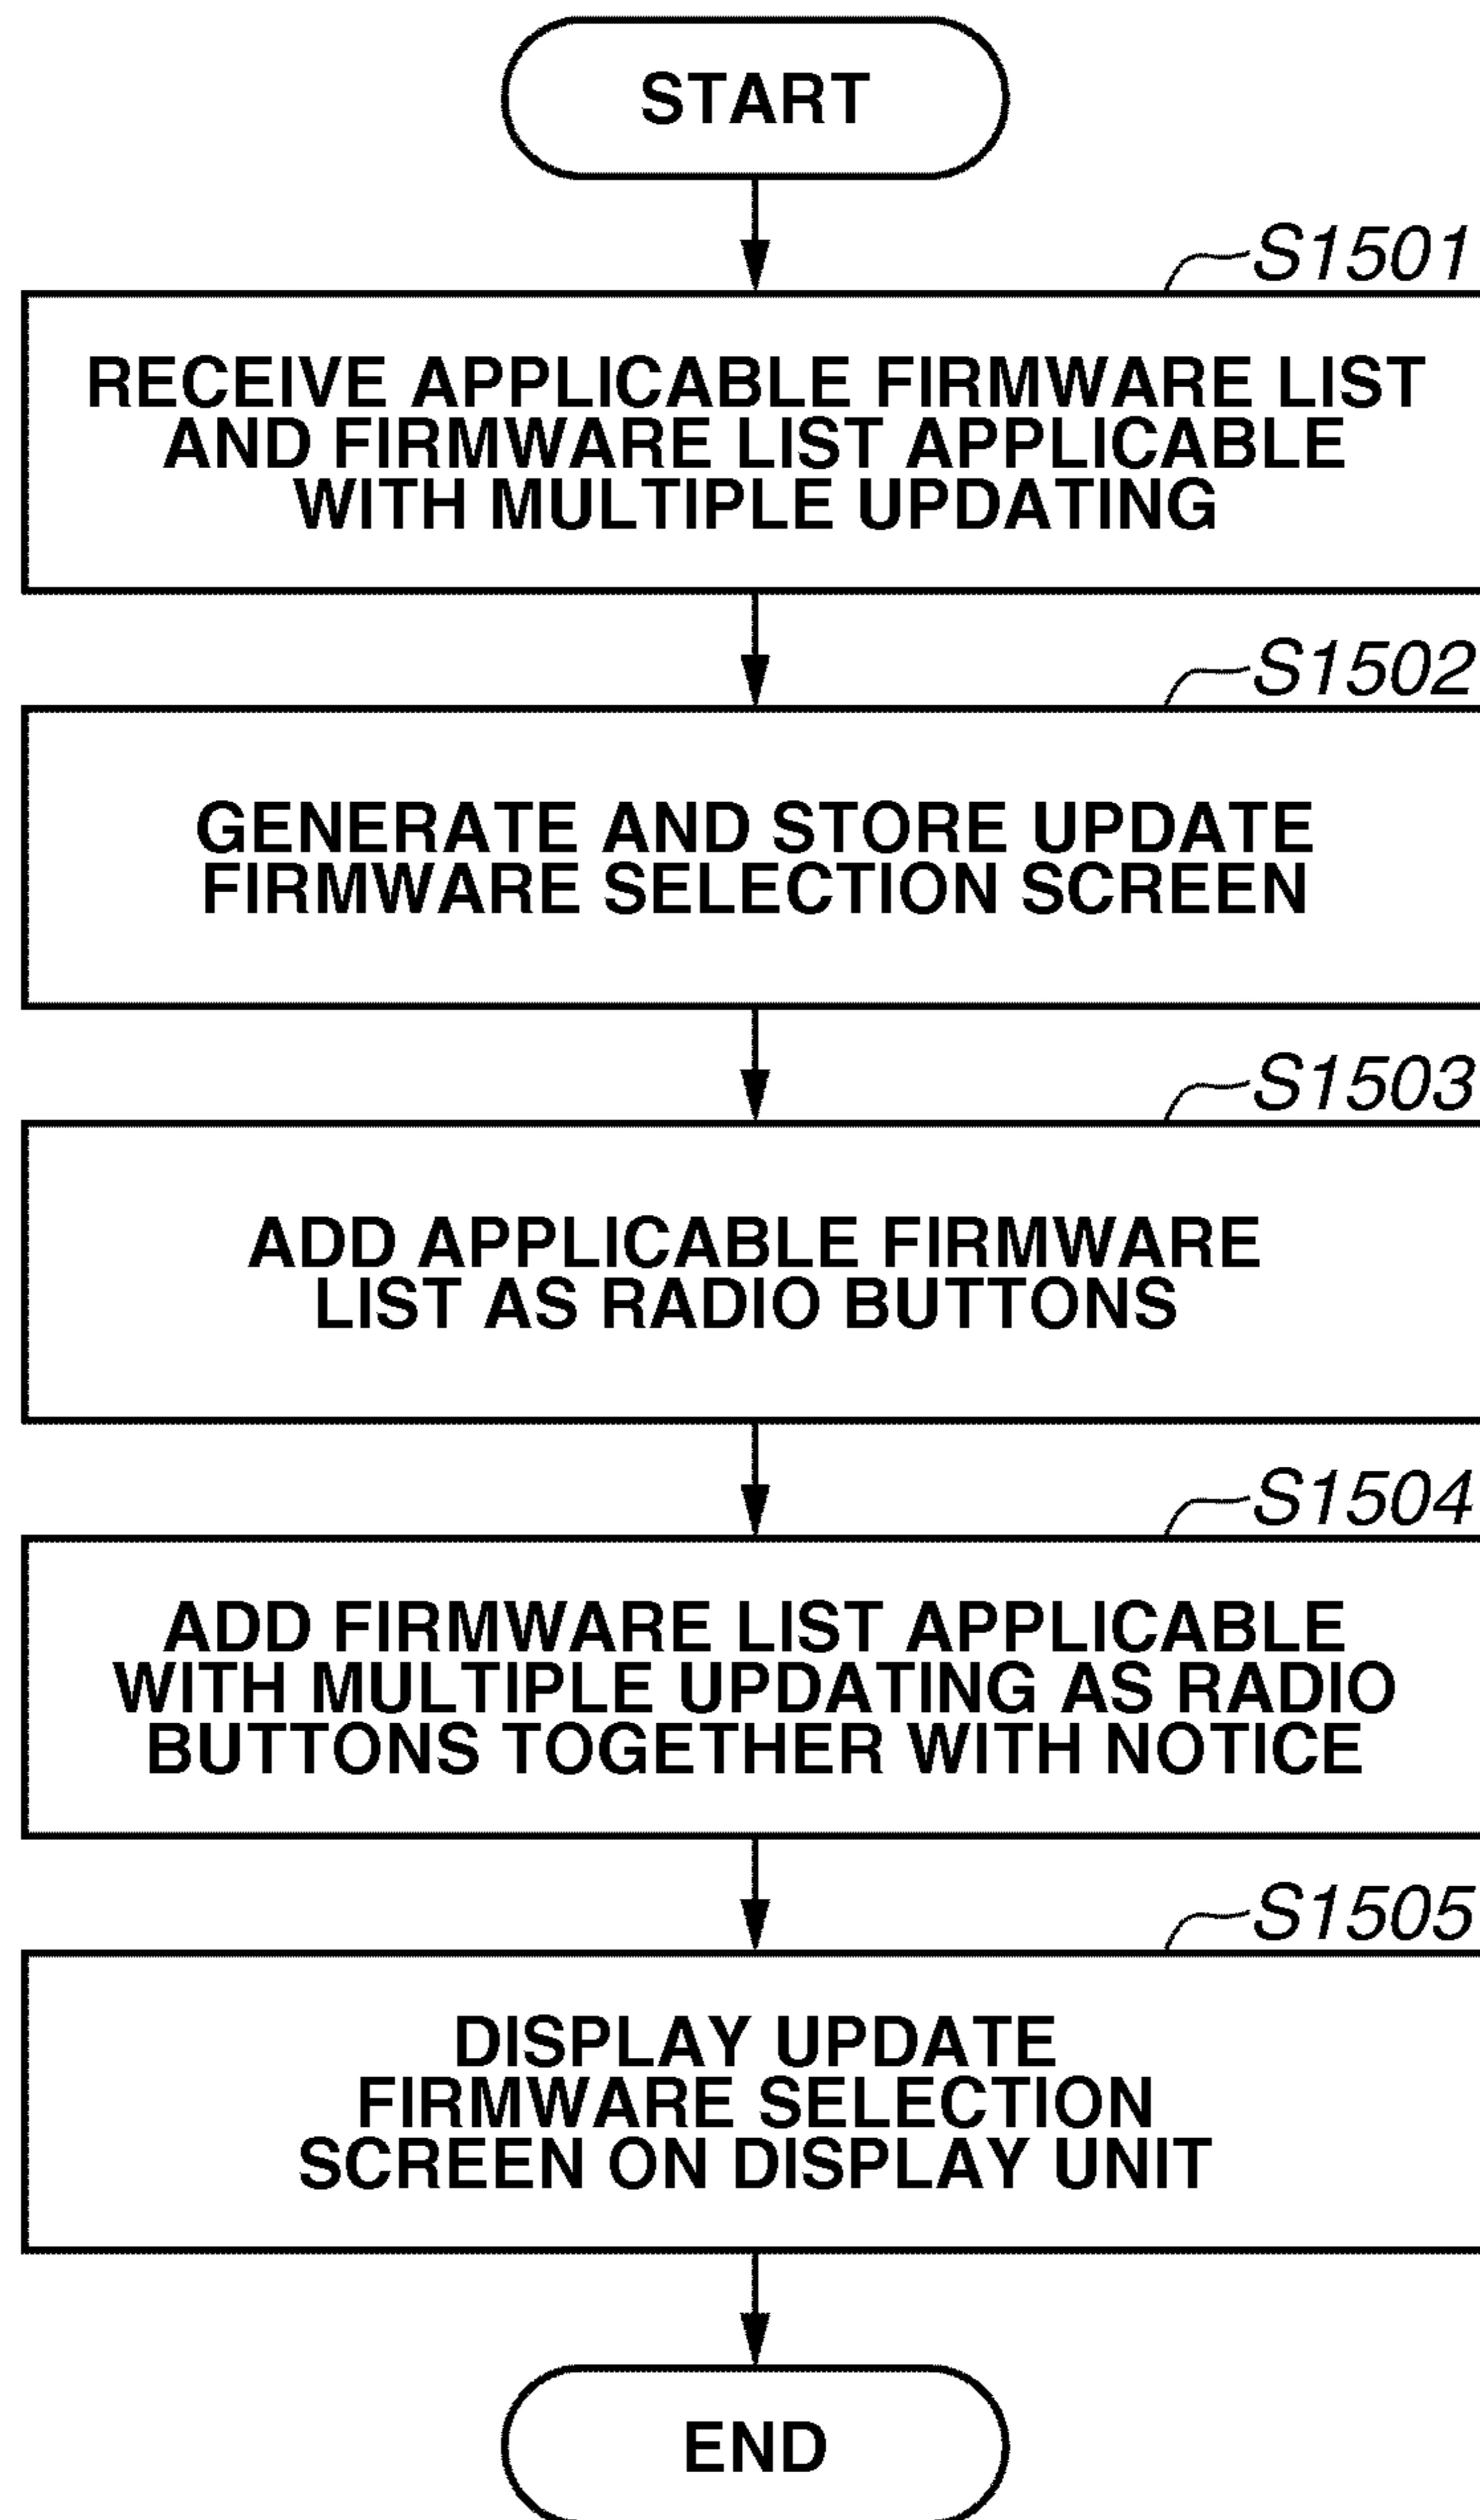 START
S1501
RECEIVE APPLICABLE FIRMWARE LIST
AND FIRMWARE LIST APPLICABLE
WITH MULTIPLE UPDATING
S1502
GENERATE AND STORE UPDATE
FIRMWARE SELECTION SCREEN
S1503
ADD APPLICABLE FIRMWARE
LIST AS RADIO BUTTONS
S1504
ADD FIRMWARE LIST APPLICABLE
WITH MULTIPLE UPDATING AS RADIO
BUTTONS TOGETHER WITH NOTICE
S1505
DISPLAY UPDATE
FIRMWARE SELECTION
SCREEN ON DISPLAY UNIT
END